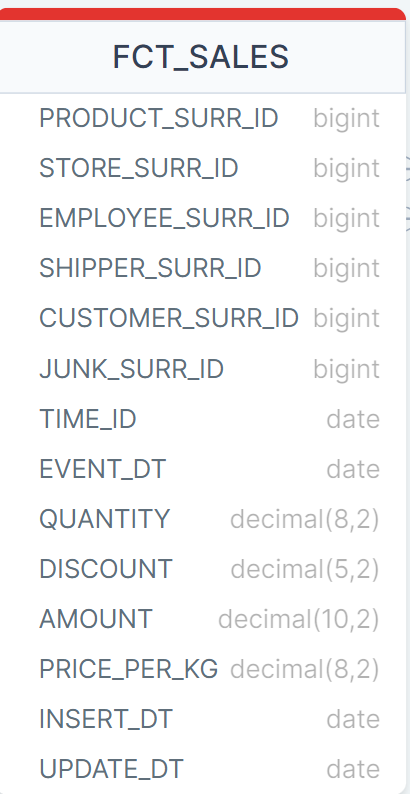 FCT_SALES
PRODUCT_SURR_ID bigint
STORE_SURR_ID bigint
EMPLOYEE_SURR_ID bigint
SHIPPER_SURR_ID bigint
CUSTOMER_SURR_ID bigint
JUNK_SURR_ID bigint
TIME_ID date
EVENT_DT date
QUANTITY decimal(8,2)
DISCOUNT decimal(5,2)
AMOUNT decimal(10,2)
PRICE_PER_KG decimal(8,2)
INSERT_DT date
UPDATE_DT date